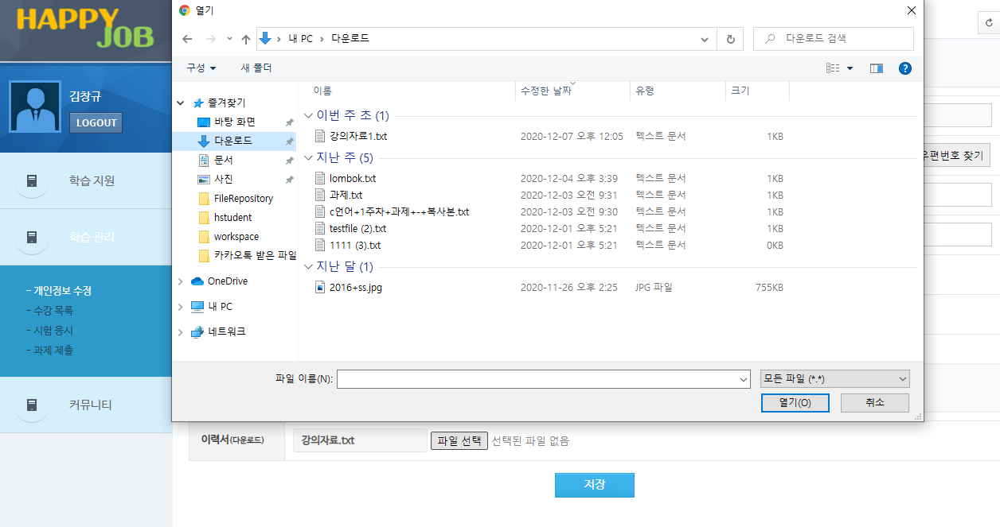 HAPPY
JOB
김창규
LOGOUT
학습 지원
학습 관리
- 개인정보 수정
- 수강 목록
- 시험 응시
- 과제 제출
커뮤니티
열기
내 PC > 다운로드
다운로드 검색
구성
새 폴더
즐겨찾기
바탕 화면
다운로드
문서
사진
FileRepository
hstudent
workspace
카카오톡 받은 파일
OneDrive
내 PC
네트워크
이름 수정한 날짜 유형 크기
이번 주 초 (1)
강의자료1.txt 2020-12-07 오후 12:05 텍스트 문서 1KB
지난 주 (5)
lombok.txt 2020-12-04 오후 3:39 텍스트 문서 1KB
과제.txt 2020-12-03 오전 9:31 텍스트 문서 1KB
c언어+1주차+과제+-+복사본.txt 2020-12-03 오전 9:30 텍스트 문서 1KB
testfile (2).txt 2020-12-01 오후 5:21 텍스트 문서 1KB
1111 (3).txt 2020-12-01 오후 5:21 텍스트 문서 0KB
지난 달 (1)
2016+ss.jpg 2020-11-26 오후 2:25 JPG 파일 755KB
파일 이름(N):
모든 파일 (*.*)
열기(O)
취소
우편번호 찾기
이력서(다운로드) 강의자료.txt 파일 선택 선택된 파일 없음
저장